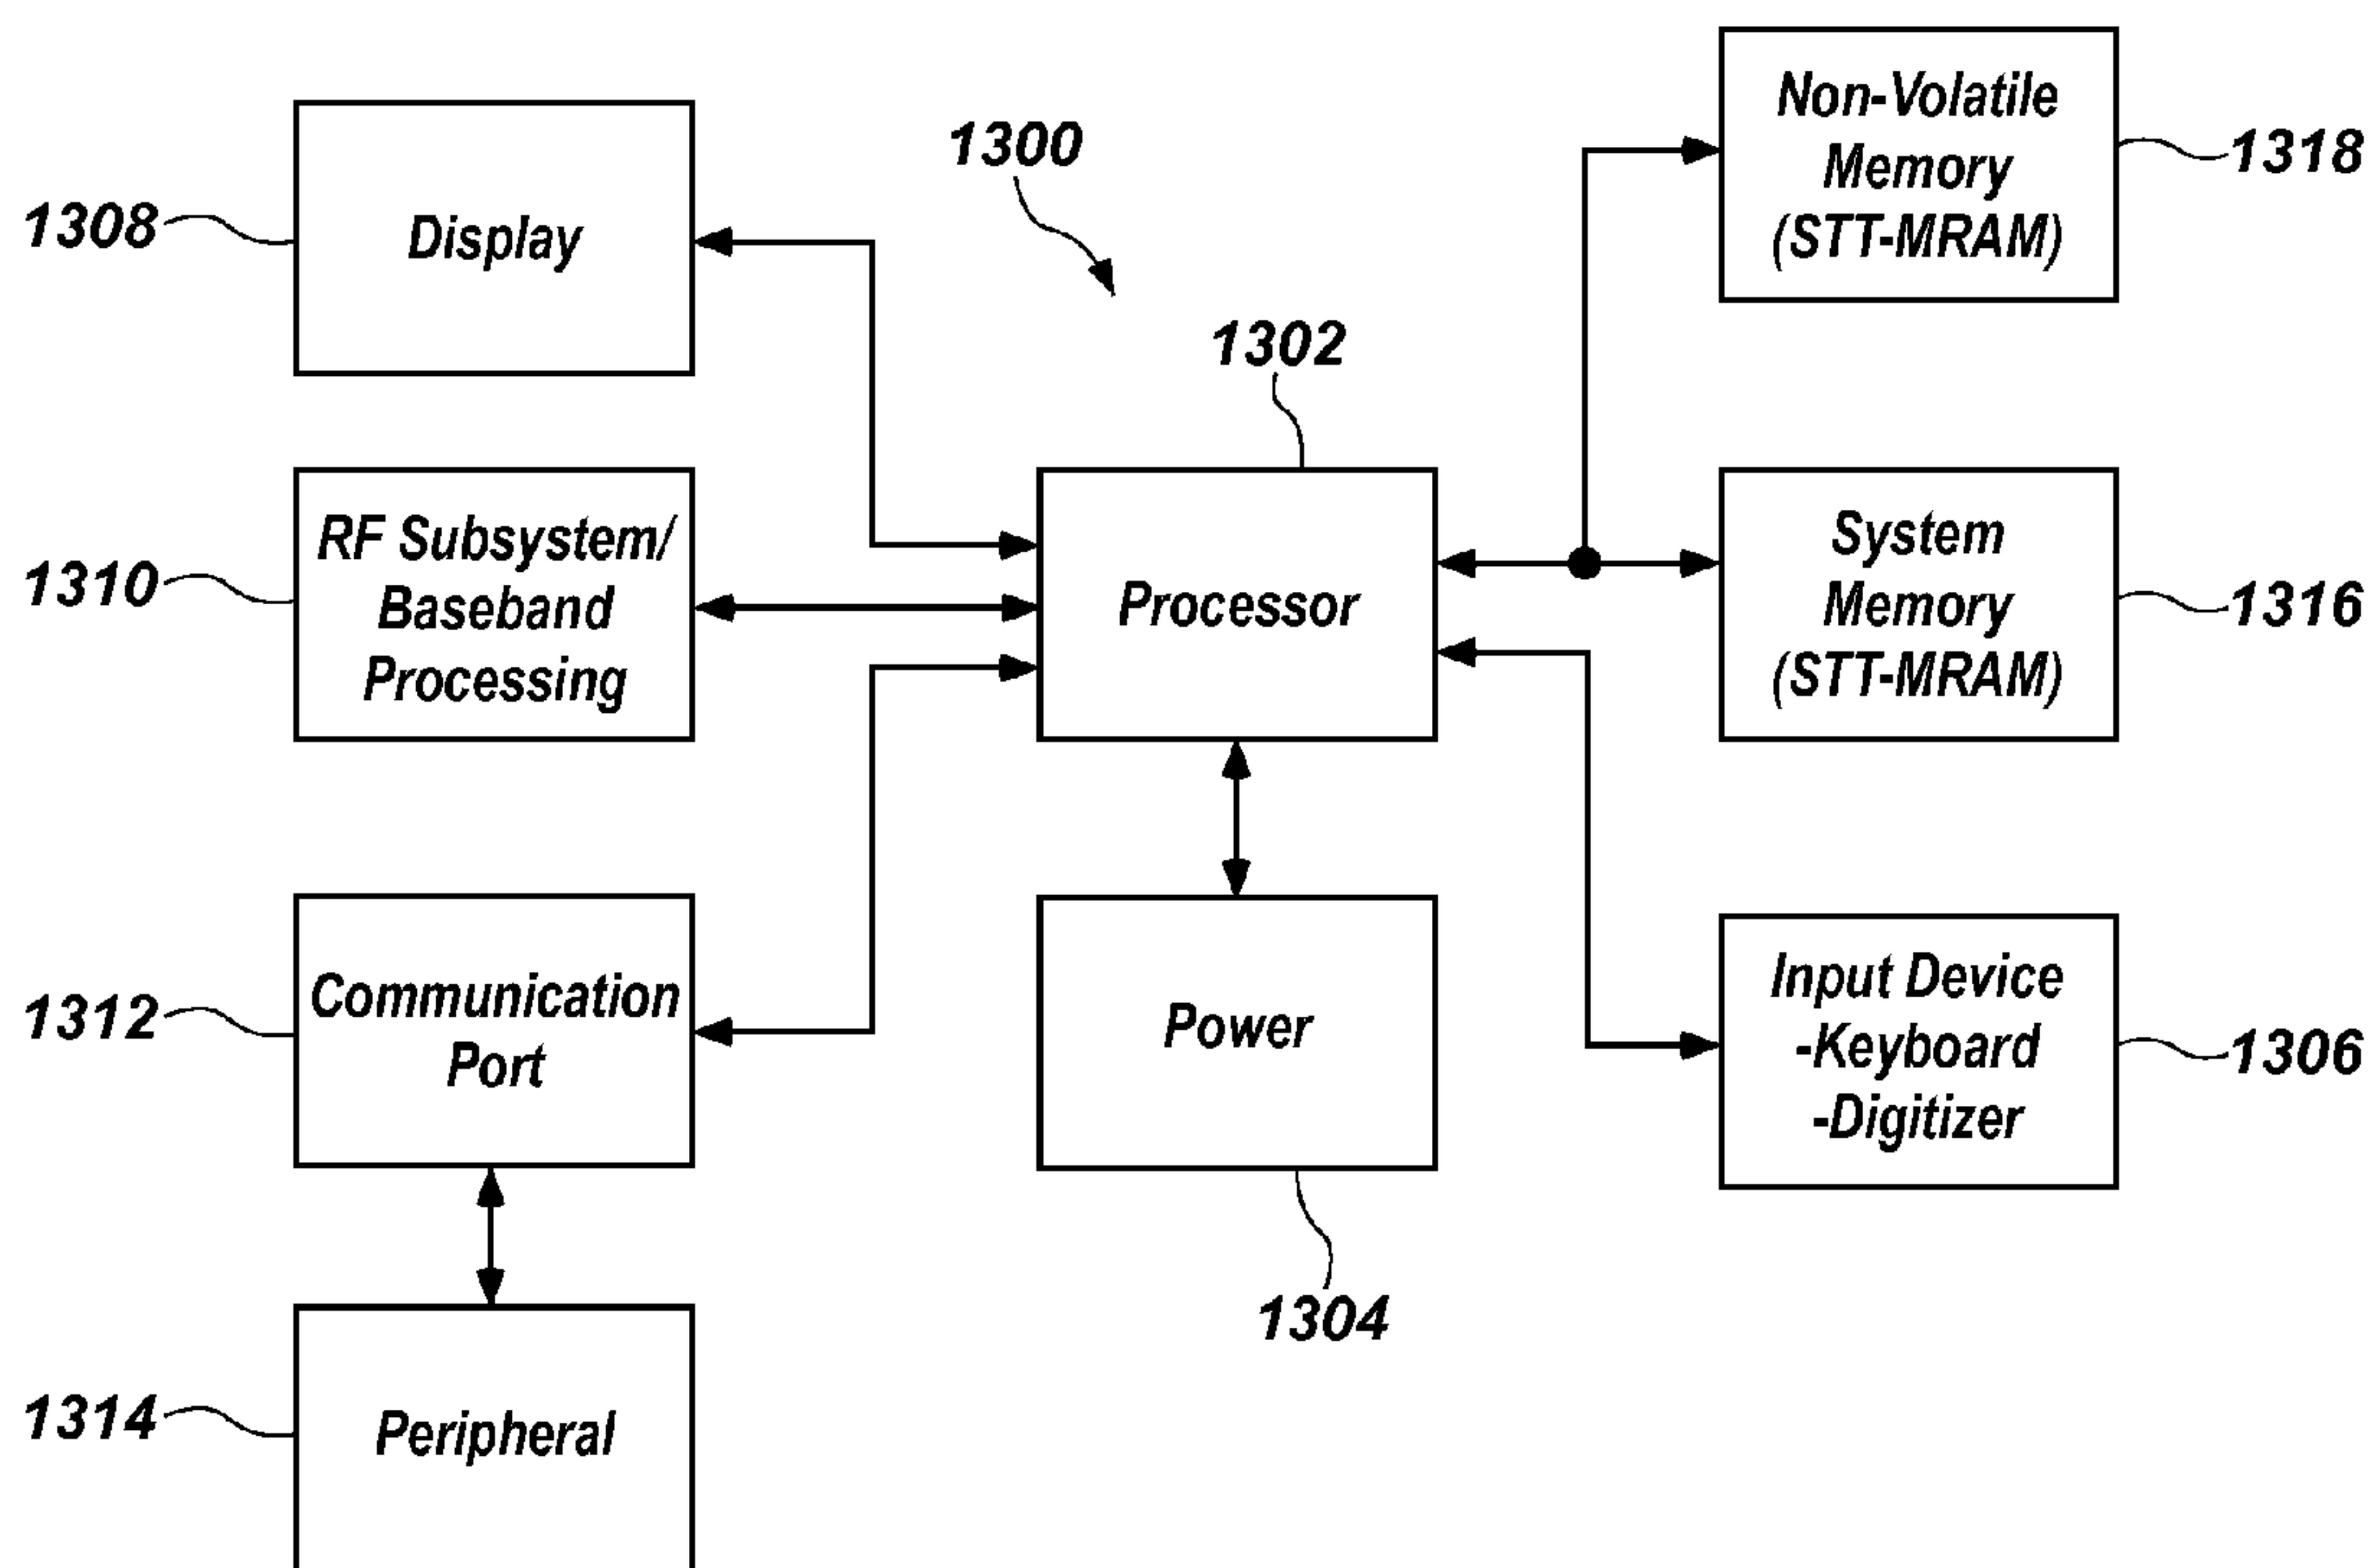 1300
1308
Display
1302
Non-Volatile
Memory
(STT-MRAM)
1318
1310
RF Subsystem/
Baseband
Processing
Processor
System
Memory
(STT-MRAM)
1316
1312
Communication
Port
Power
1304
Input Device
-Keyboard
-Digitizer
1306
1314
Peripheral